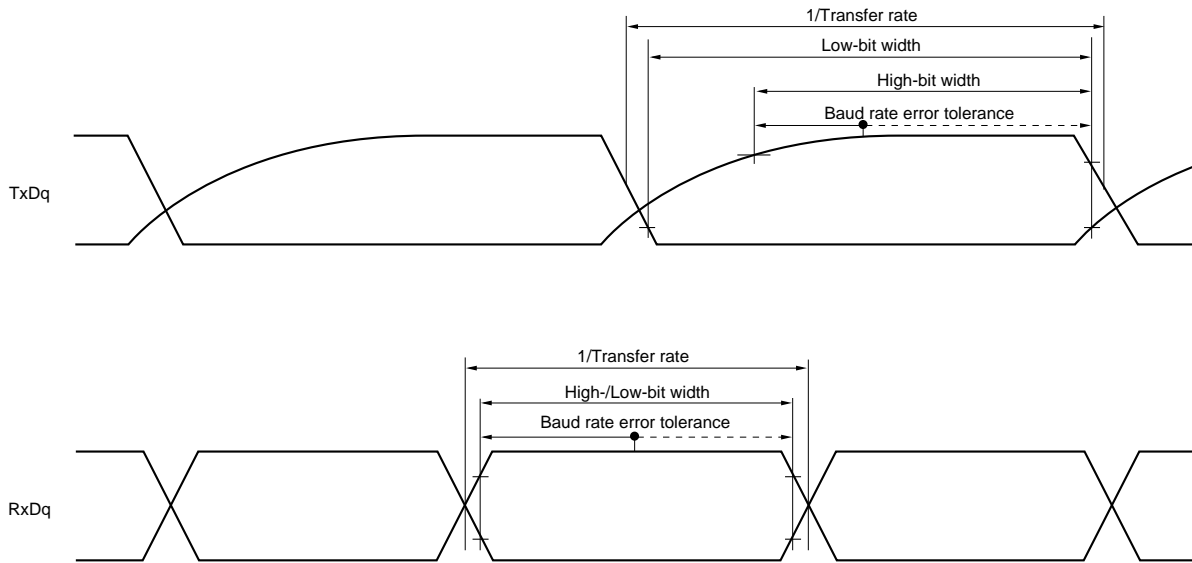 1/Transfer rate
Low-bit width
High-bit width
Baud rate error tolerance
TxDq
1/Transfer rate
High-/Low-bit width
Baud rate error tolerance
RxDq